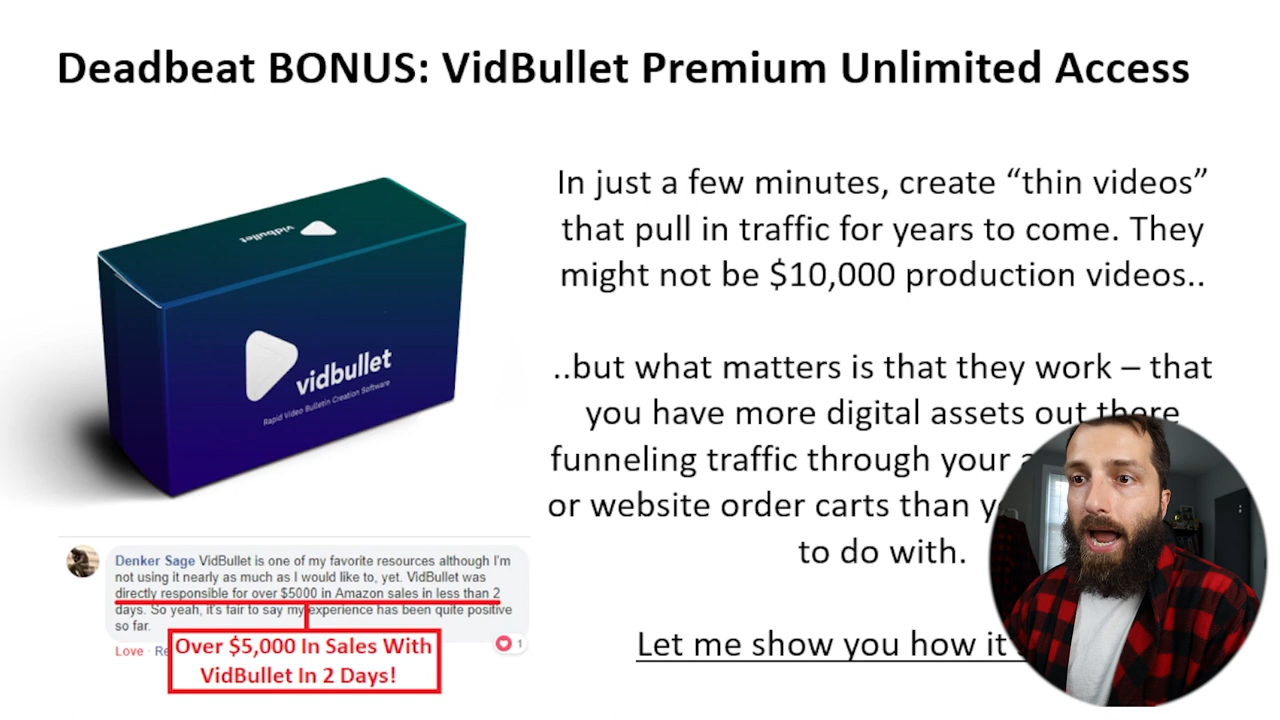 Deadbeat BONUS: VidBullet Premium Unlimited Access
In just a few minutes, create “thin videos”
that pull in traffic for years to come. They
might not be $10,000 production videos..
..but what matters is that they work – that
you have more digital assets out there
funneling traffic through your
or website order carts than
to do with.
Let me show you how it
vidbullet
vidbullet
Rapid Video Bulletin Creation Software
Denker Sage VidBullet is one of my favorite resources although I'm
not using it nearly as much as I would like to, yet. VidBullet was
directly responsible for over $5000 in Amazon sales in less than 2
days. So yeah, it's fair to say my experience has been quite positive
so far.
Love · Re
1
Over $5,000 In Sales With
VidBullet In 2 Days!